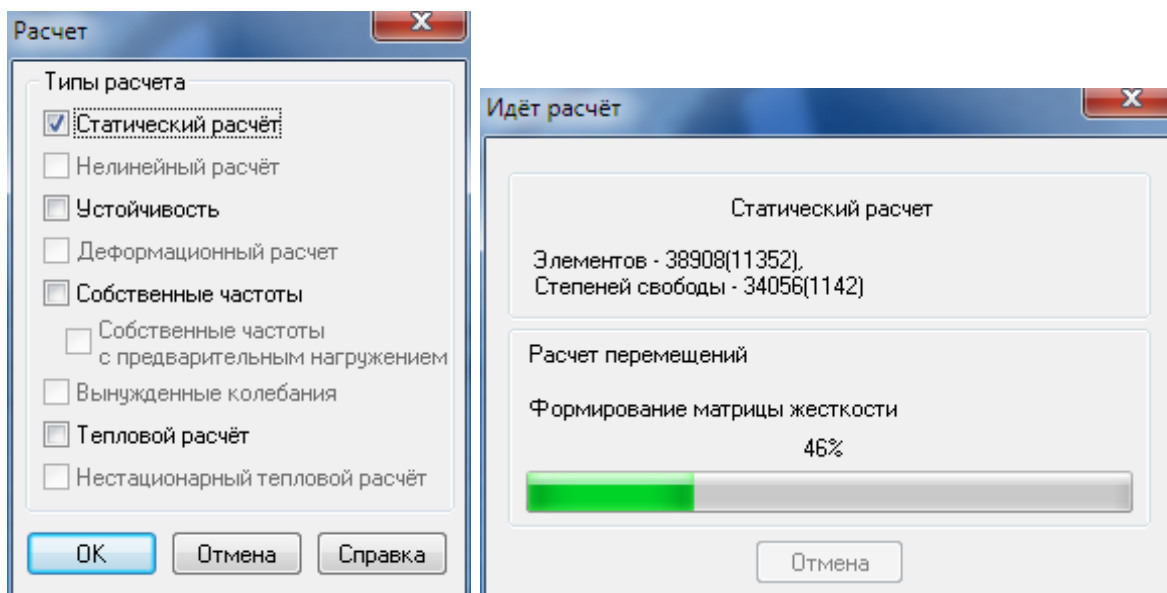 Расчет
Типы расчета
Статический расчёт
Нелинейный расчёт
Устойчивость
Деформационный расчет
Собственные частоты
Собственные частоты
с предварительным нагружением
Вынужденные колебания
Тепловой расчёт
Нестационарный тепловой расчёт
OK
Отмена
Справка
Идёт расчёт
Статический расчет
Элементов - 38908(11352),
Степеней свободы - 34056(1142)
Расчет перемещений
Формирование матрицы жесткости
46%
Отмена